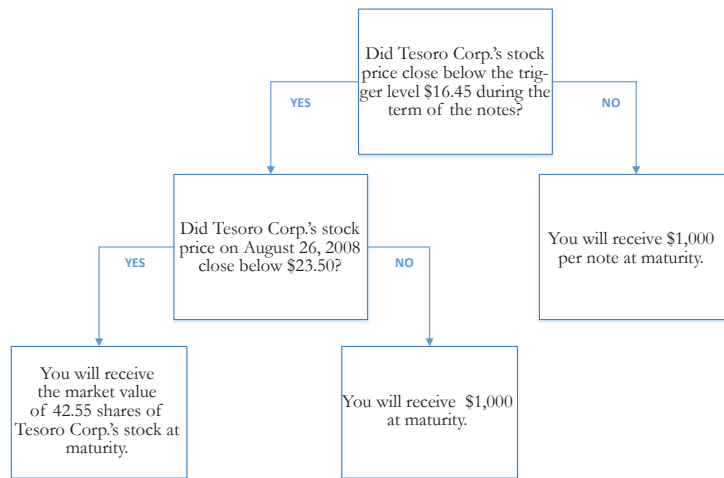 Did Tesoro Corp.'s stock
price close below the trig-
ger level $16.45 during the
term of the notes?
YES
NO
Did Tesoro Corp.'s stock
price on August 26, 2008
close below $23.50?
You will receive $1,000
per note at maturity.
YES
NO
You will receive
the market value
of 42.55 shares of
Tesoro Corp.'s stock at
maturity.
You will receive $1,000
at maturity.